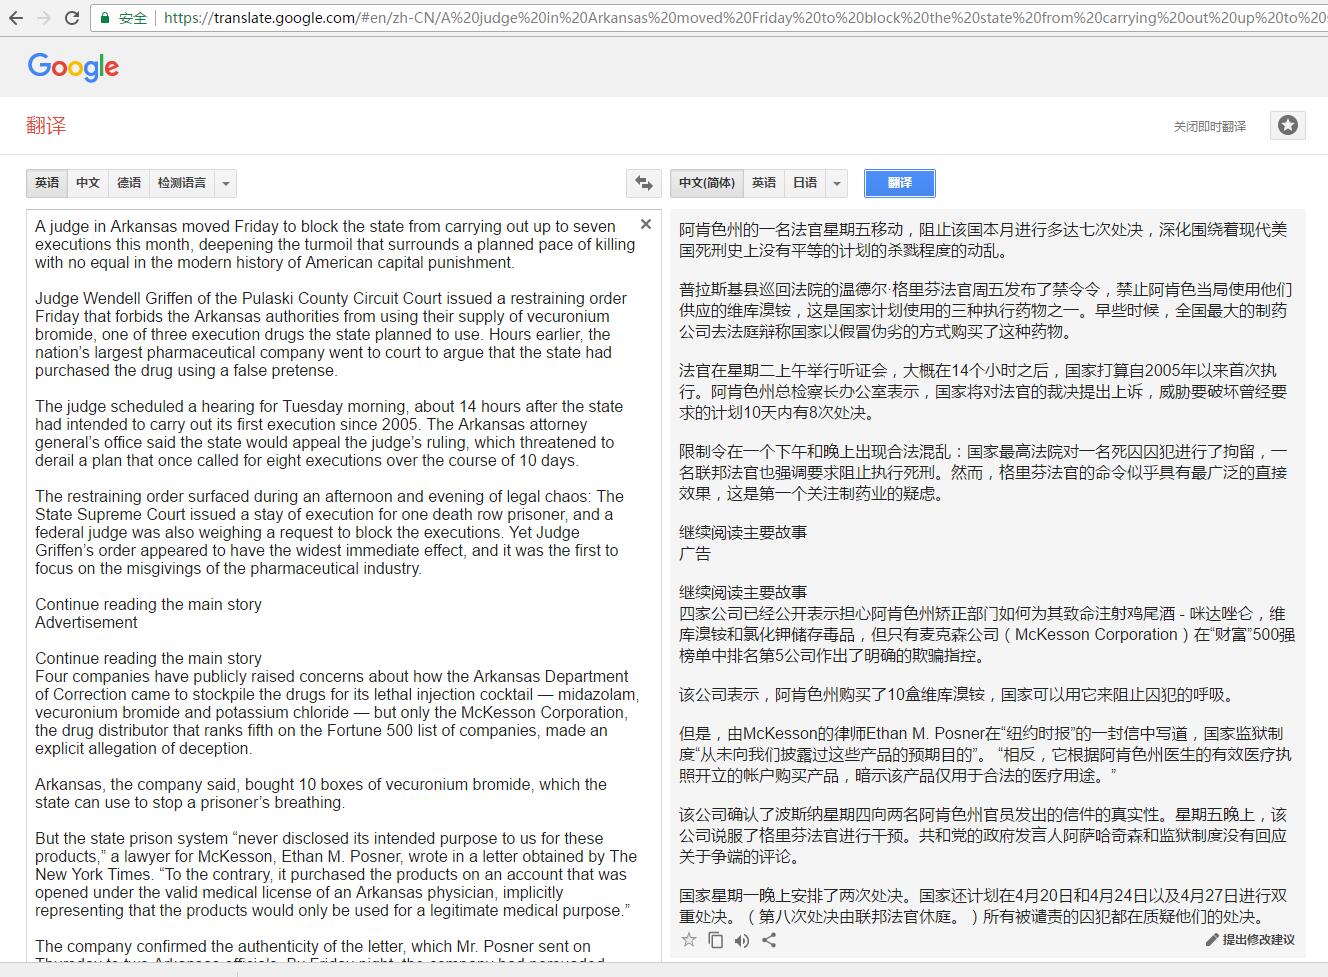 安全 https://translate.google.com/#en/zh-CN/A%20judge%20in%20Arkansas%20moved%20Friday%20to%20block%20the%20state%20from%20carrying%20out%20up%20to%20
Google
翻译
关闭即时翻译
英语 中文 德语 检测语言
中文(简体) 英语 日语 翻译
A judge in Arkansas moved Friday to block the state from carrying out up to seven
executions this month, deepening the turmoil that surrounds a planned pace of killing
with no equal in the modern history of American capital punishment.
Judge Wendell Griffen of the Pulaski County Circuit Court issued a restraining order
Friday that forbids the Arkansas authorities from using their supply of vecuronium
bromide, one of three execution drugs the state planned to use. Hours earlier, the
nation’s largest pharmaceutical company went to court to argue that the state had
purchased the drug using a false pretense.
The judge scheduled a hearing for Tuesday morning, about 14 hours after the state
had intended to carry out its first execution since 2005. The Arkansas attorney
general’s office said the state would appeal the judge’s ruling, which threatened to
derail a plan that once called for eight executions over the course of 10 days.
The restraining order surfaced during an afternoon and evening of legal chaos: The
State Supreme Court issued a stay of execution for one death row prisoner, and a
federal judge was also weighing a request to block the executions. Yet Judge
Griffen’s order appeared to have the widest immediate effect, and it was the first to
focus on the misgivings of the pharmaceutical industry.
Continue reading the main story
Advertisement
Continue reading the main story
Four companies have publicly raised concerns about how the Arkansas Department
of Correction came to stockpile the drugs for its lethal injection cocktail — midazolam,
vecuronium bromide and potassium chloride — but only the McKesson Corporation,
the drug distributor that ranks fifth on the Fortune 500 list of companies, made an
explicit allegation of deception.
Arkansas, the company said, bought 10 boxes of vecuronium bromide, which the
state can use to stop a prisoner’s breathing.
But the state prison system “never disclosed its intended purpose to us for these
products,” a lawyer for McKesson, Ethan M. Posner, wrote in a letter obtained by The
New York Times. “To the contrary, it purchased the products on an account that was
opened under the valid medical license of an Arkansas physician, implicitly
representing that the products would only be used for a legitimate medical purpose.”
The company confirmed the authenticity of the letter, which Mr. Posner sent on
Thursday to two Arkansas officials. By Friday night, the company had persuaded
阿肯色州的一名法官星期五移动，阻止该国本月进行多达七次处决，深化围绕着现代美
国死刑史上没有平等的计划的杀戮程度的动乱。
普拉斯基县巡回法院的温德尔·格里芬法官周五发布了禁令令，禁止阿肯色当局使用他们
供应的维库溴铵，这是国家计划使用的三种执行药物之一。早些时候，全国最大的制药
公司去法庭辩称国家以假冒伪劣的方式购买了这种药物。
法官在星期二上午举行听证会，大概在14个小时之后，国家打算自2005年以来首次执
行。阿肯色州总检察长办公室表示，国家将对法官的裁决提出上诉，威胁要破坏曾经要
求的计划10天内有8次处决。
限制令在一个下午和晚上出现合法混乱：国家最高法院对一名死囚囚犯进行了拘留，一
名联邦法官也强调要求阻止执行死刑。然而，格里芬法官的命令似乎具有最广泛的直接
效果，这是第一个关注制药业的疑虑。
继续阅读主要故事
广告
继续阅读主要故事
四家公司已经公开表示担心阿肯色州矫正部门如何为其致命注射鸡尾酒 - 咪达唑仑，维
库溴铵和氯化钾储存毒品，但只有麦克森公司（McKesson Corporation）在“财富”500强
榜单中排名第5公司作出了明确的欺骗指控。
该公司表示，阿肯色州购买了10盒维库溴铵，国家可以用它来阻止囚犯的呼吸。
但是，由McKesson的律师Ethan M. Posner在“纽约时报”的一封信中写道，国家监狱制
度“从未向我们披露过这些产品的预期目的”。 “相反，它根据阿肯色州医生的有效医疗执
照开立的帐户购买产品，暗示该产品仅用于合法的医疗用途。”
该公司确认了波斯纳星期四向两名阿肯色州官员发出的信件的真实性。星期五晚上，该
公司说服了格里芬法官进行干预。共和党的政府发言人阿萨哈奇森和监狱制度没有回应
关于争端的评论。
国家星期一晚上安排了两次处决。国家还计划在4月20日和4月24日以及4月27日进行双
重处决。（第八次处决由联邦法官休庭。）所有被谴责的囚犯都在质疑他们的处决。
提出修改建议